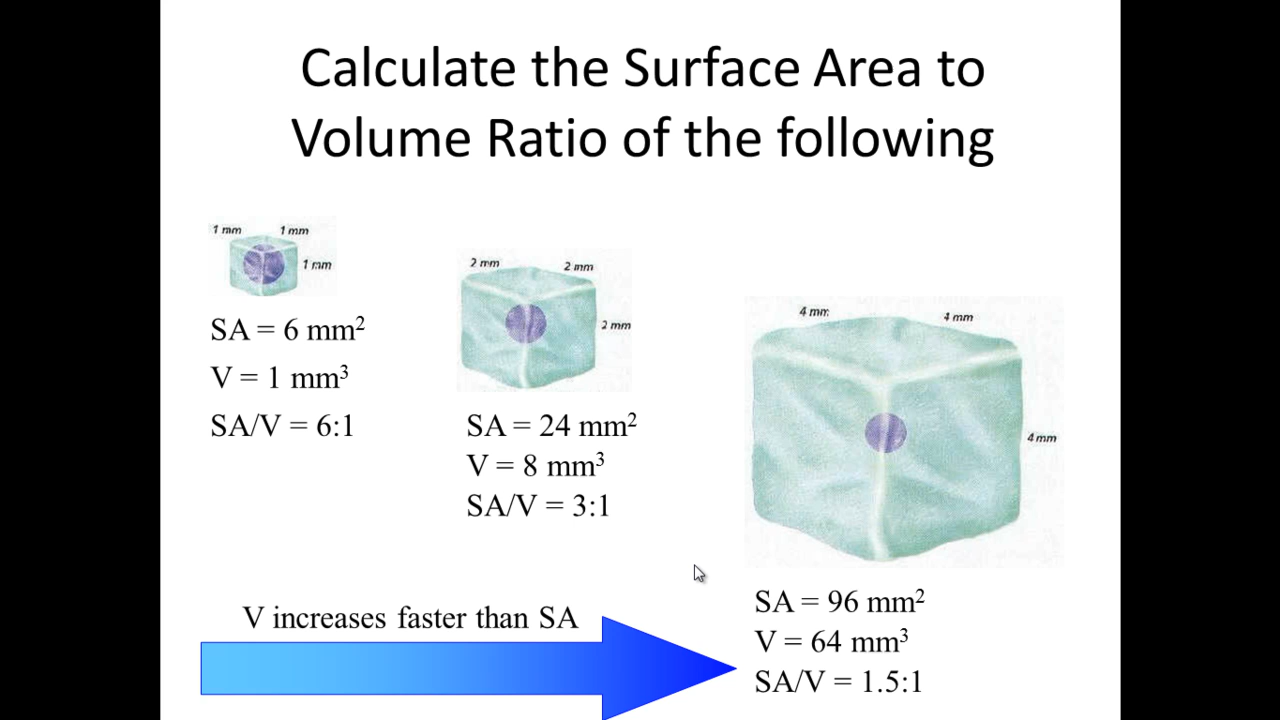 Calculate the Surface Area to
Volume Ratio of the following
1 mm 1 mm
1 mm
SA = 6 mm²
V = 1 mm³
SA/V = 6:1
2 mm 2 mm
2 mm
SA = 24 mm²
V = 8 mm³
SA/V = 3:1
4 mm 4 mm
4 mm
SA = 96 mm²
V = 64 mm³
SA/V = 1.5:1
V increases faster than SA